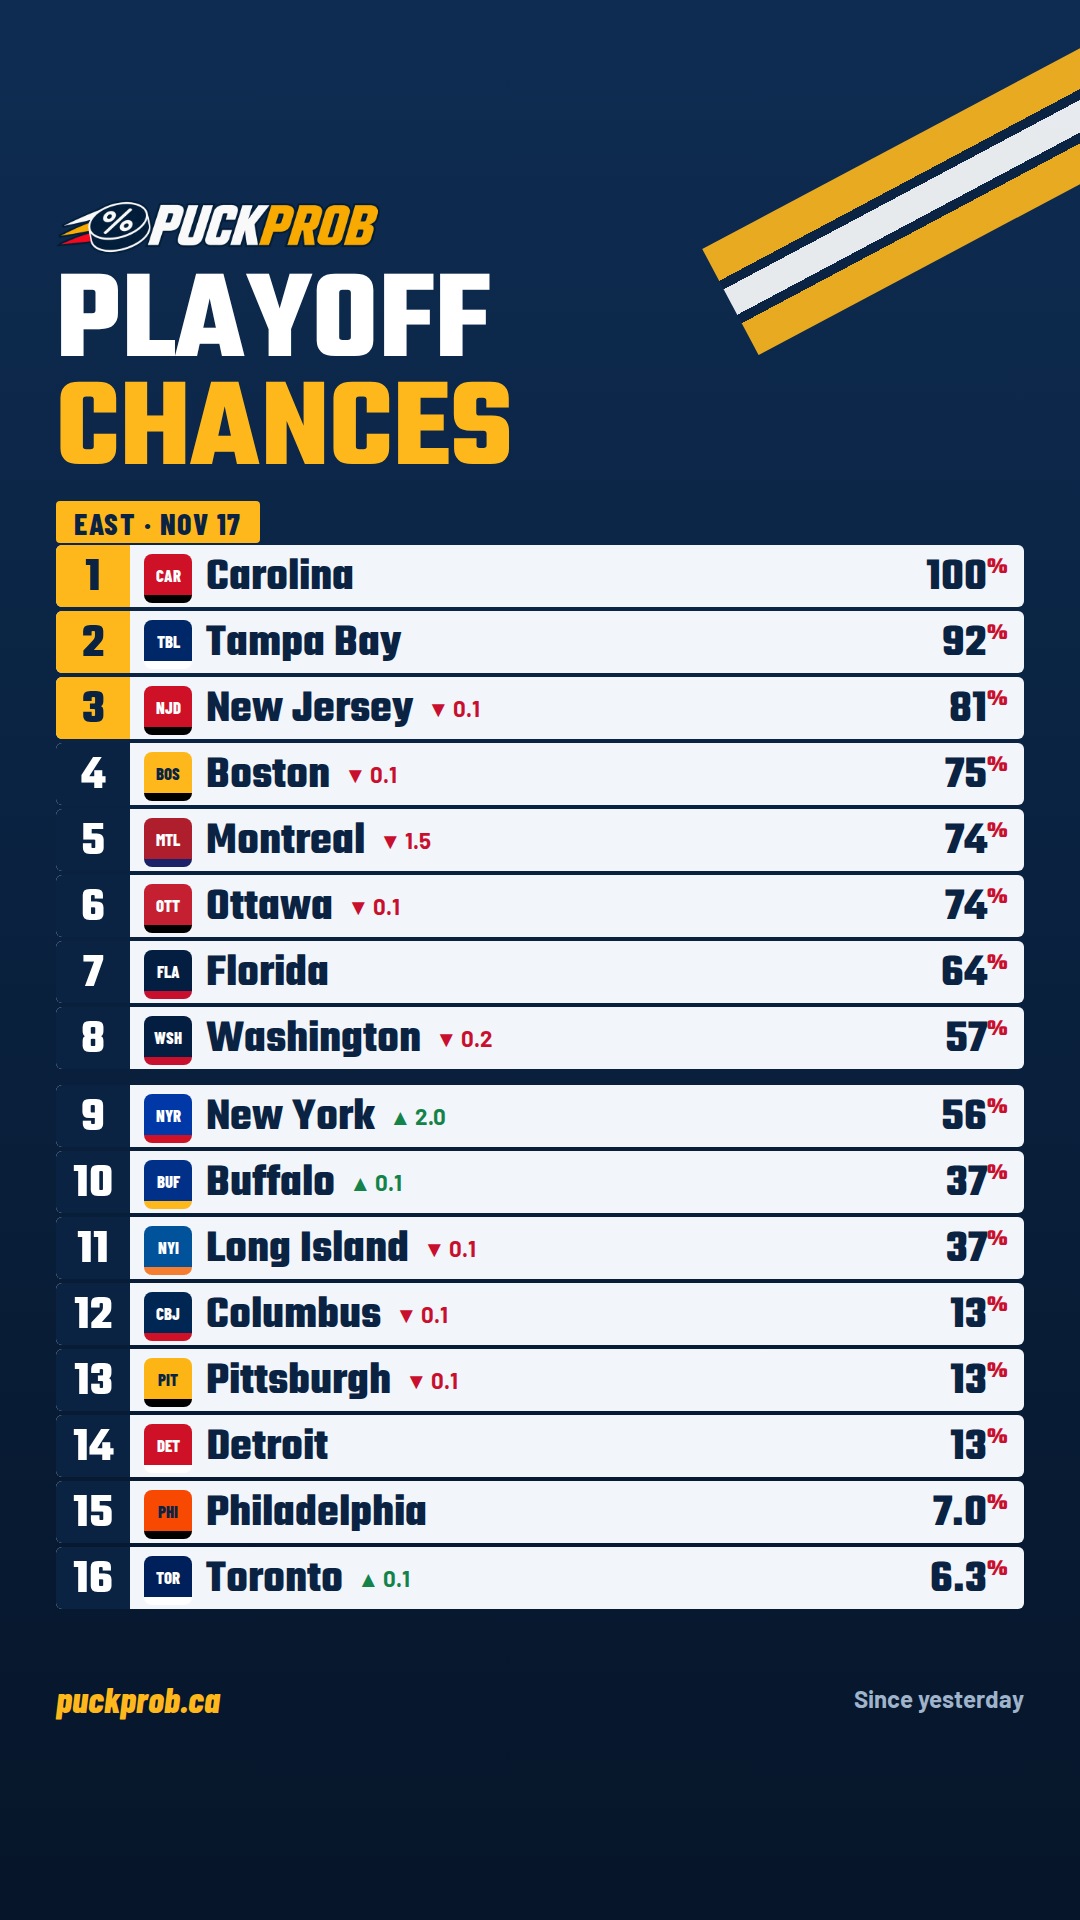 % PUCKPROB
PLAYOFF
CHANCES
EAST · NOV 17
1 CAR Carolina 100%
2 TBL Tampa Bay 92%
3 NJD New Jersey ▼ 0.1 81%
4 BOS Boston ▼ 0.1 75%
5 MTL Montreal ▼ 1.5 74%
6 OTT Ottawa ▼ 0.1 74%
7 FLA Florida 64%
8 WSH Washington ▼ 0.2 57%
9 NYR New York ▲ 2.0 56%
10 BUF Buffalo ▲ 0.1 37%
11 NYI Long Island ▼ 0.1 37%
12 CBJ Columbus ▼ 0.1 13%
13 PIT Pittsburgh ▼ 0.1 13%
14 DET Detroit 13%
15 PHI Philadelphia 7.0%
16 TOR Toronto ▲ 0.1 6.3%
puckprob.ca Since yesterday